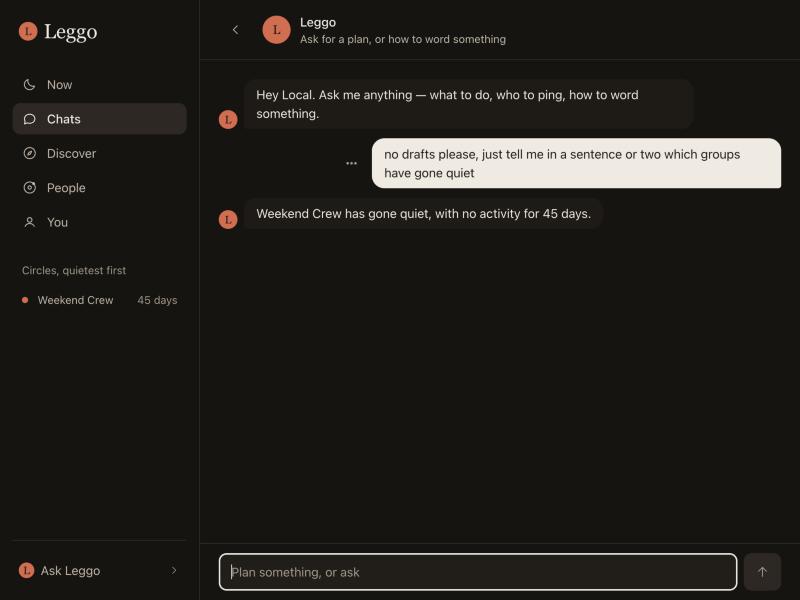 L Leggo
Now
Chats
Discover
People
You
Circles, quietest first
Weekend Crew 45 days
L Ask Leggo
L Leggo
Ask for a plan, or how to word something
Hey Local. Ask me anything — what to do, who to ping, how to word
something.
L
no drafts please, just tell me in a sentence or two which groups
have gone quiet
Weekend Crew has gone quiet, with no activity for 45 days.
L
Plan something, or ask